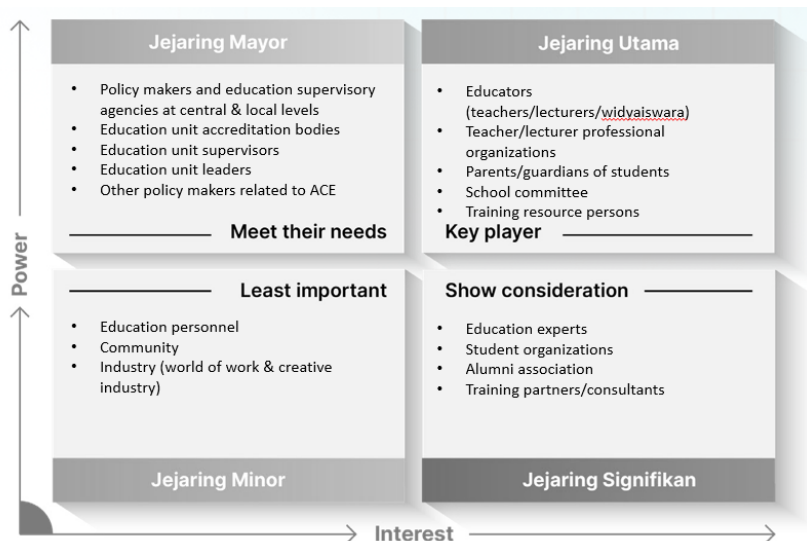 Jejaring Mayor
• Policy makers and education supervisory
agencies at central & local levels
• Education unit accreditation bodies
• Education unit supervisors
• Education unit leaders
• Other policy makers related to ACE
Meet their needs
Jejaring Utama
• Educators
(teachers/lecturers/widyaiswara)
• Teacher/lecturer professional
organizations
• Parents/guardians of students
• School committee
• Training resource persons
Key player
Power
Least important
• Education personnel
• Community
• Industry (world of work & creative
industry)
Jejaring Minor
Show consideration
• Education experts
• Student organizations
• Alumni association
• Training partners/consultants
Jejaring Signifikan
Interest